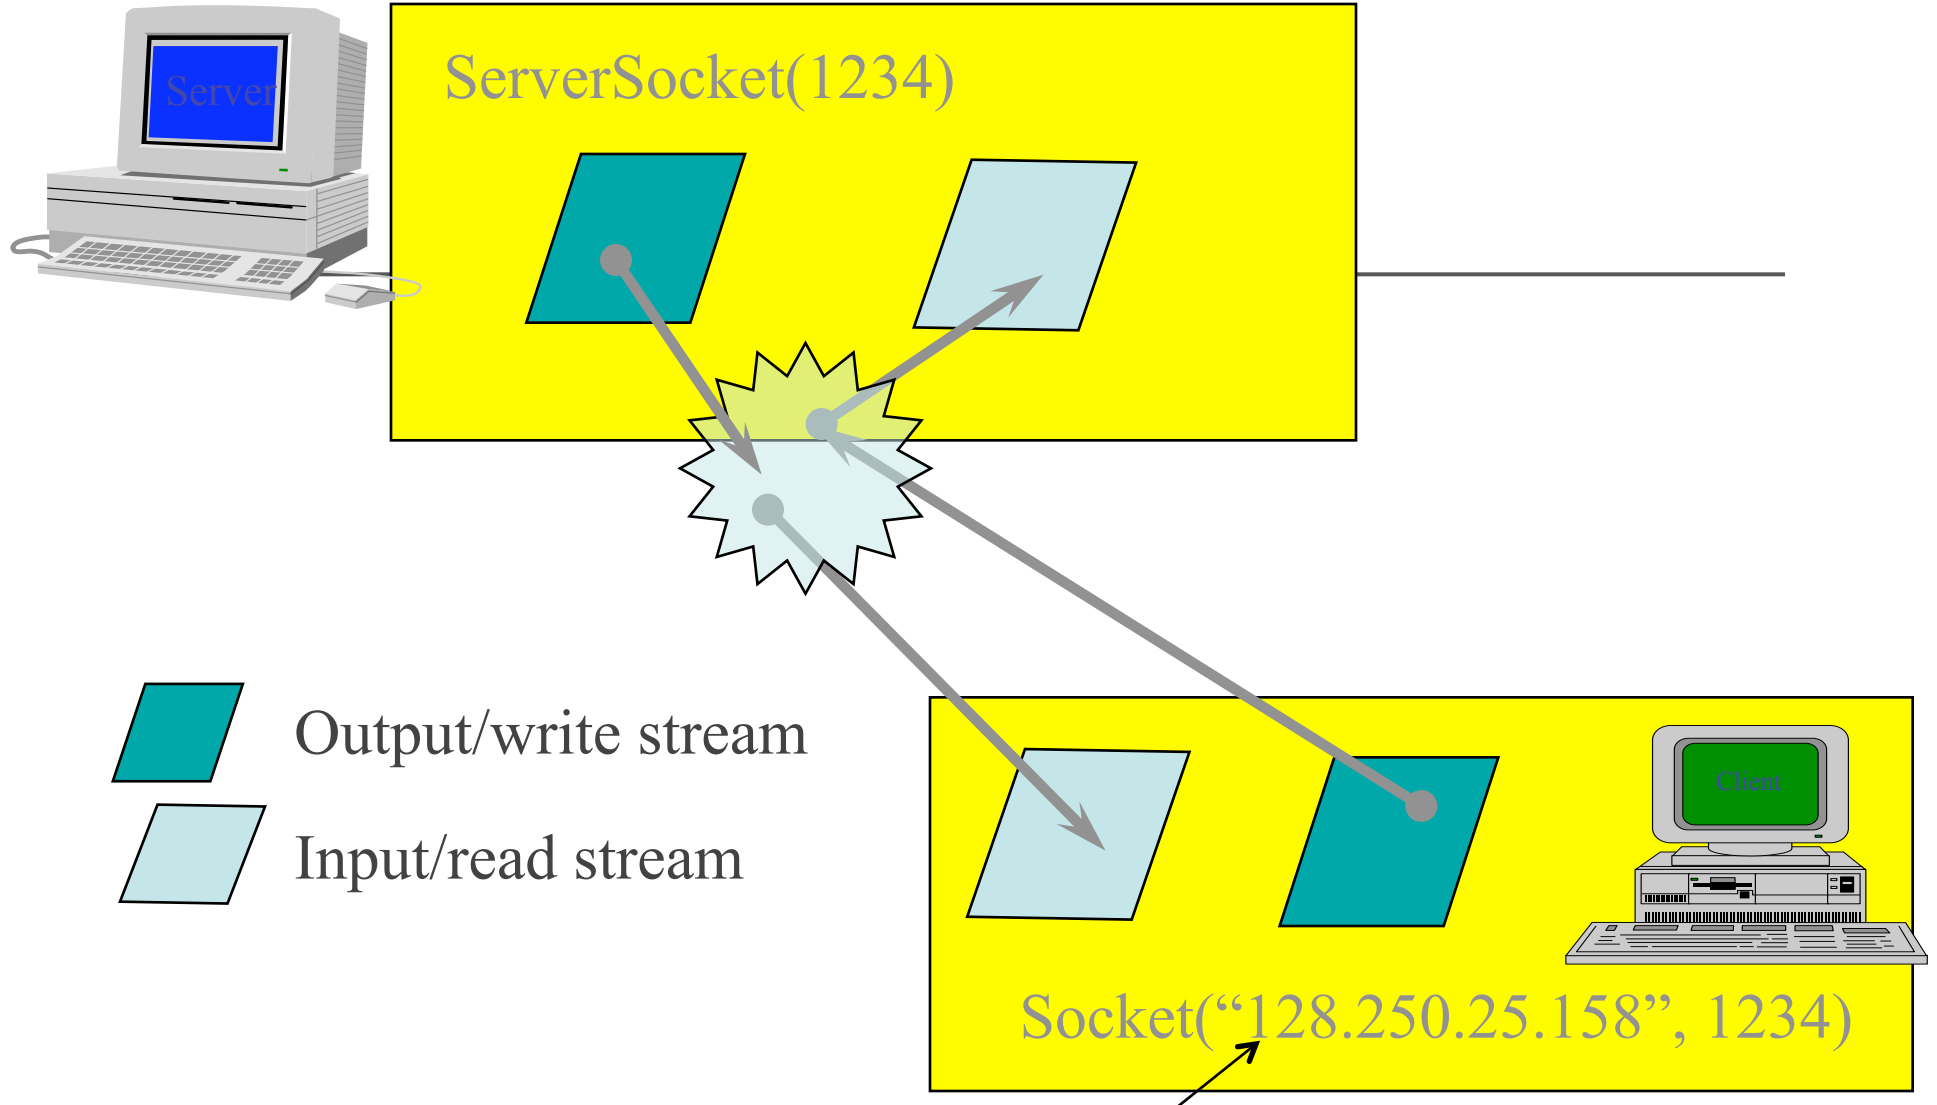 Server
ServerSocket(1234)
Output/write stream
Input/read stream
Client
Socket(“128.250.25.158”, 1234)